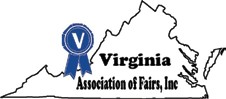 V
Virginia
Association of Fairs, Inc